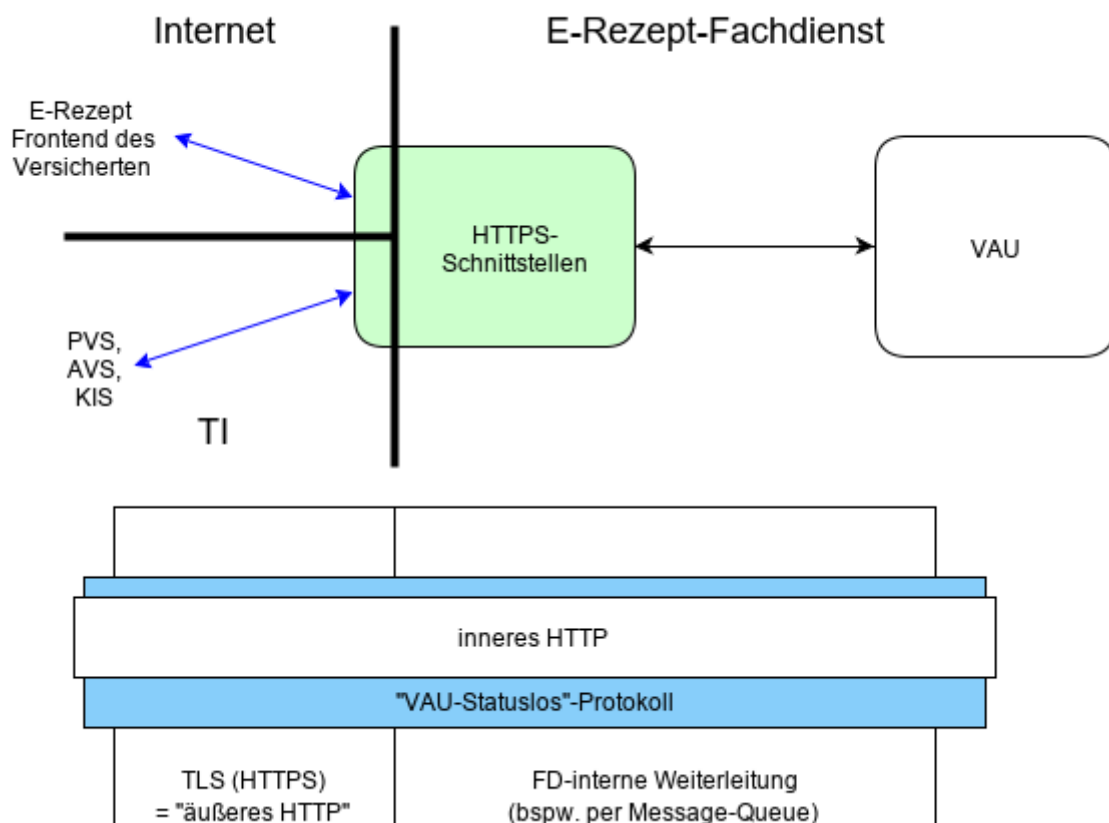 Internet
E-Rezept-Fachdienst
E-Rezept
Frontend des
Versicherten
HTTPS-
Schnittstellen
VAU
PVS,
AVS,
KIS
TI
inneres HTTP
"VAU-Statuslos"-Protokoll
TLS (HTTPS)
= "äußeres HTTP"
FD-interne Weiterleitung
(bspw. per Message-Queue)